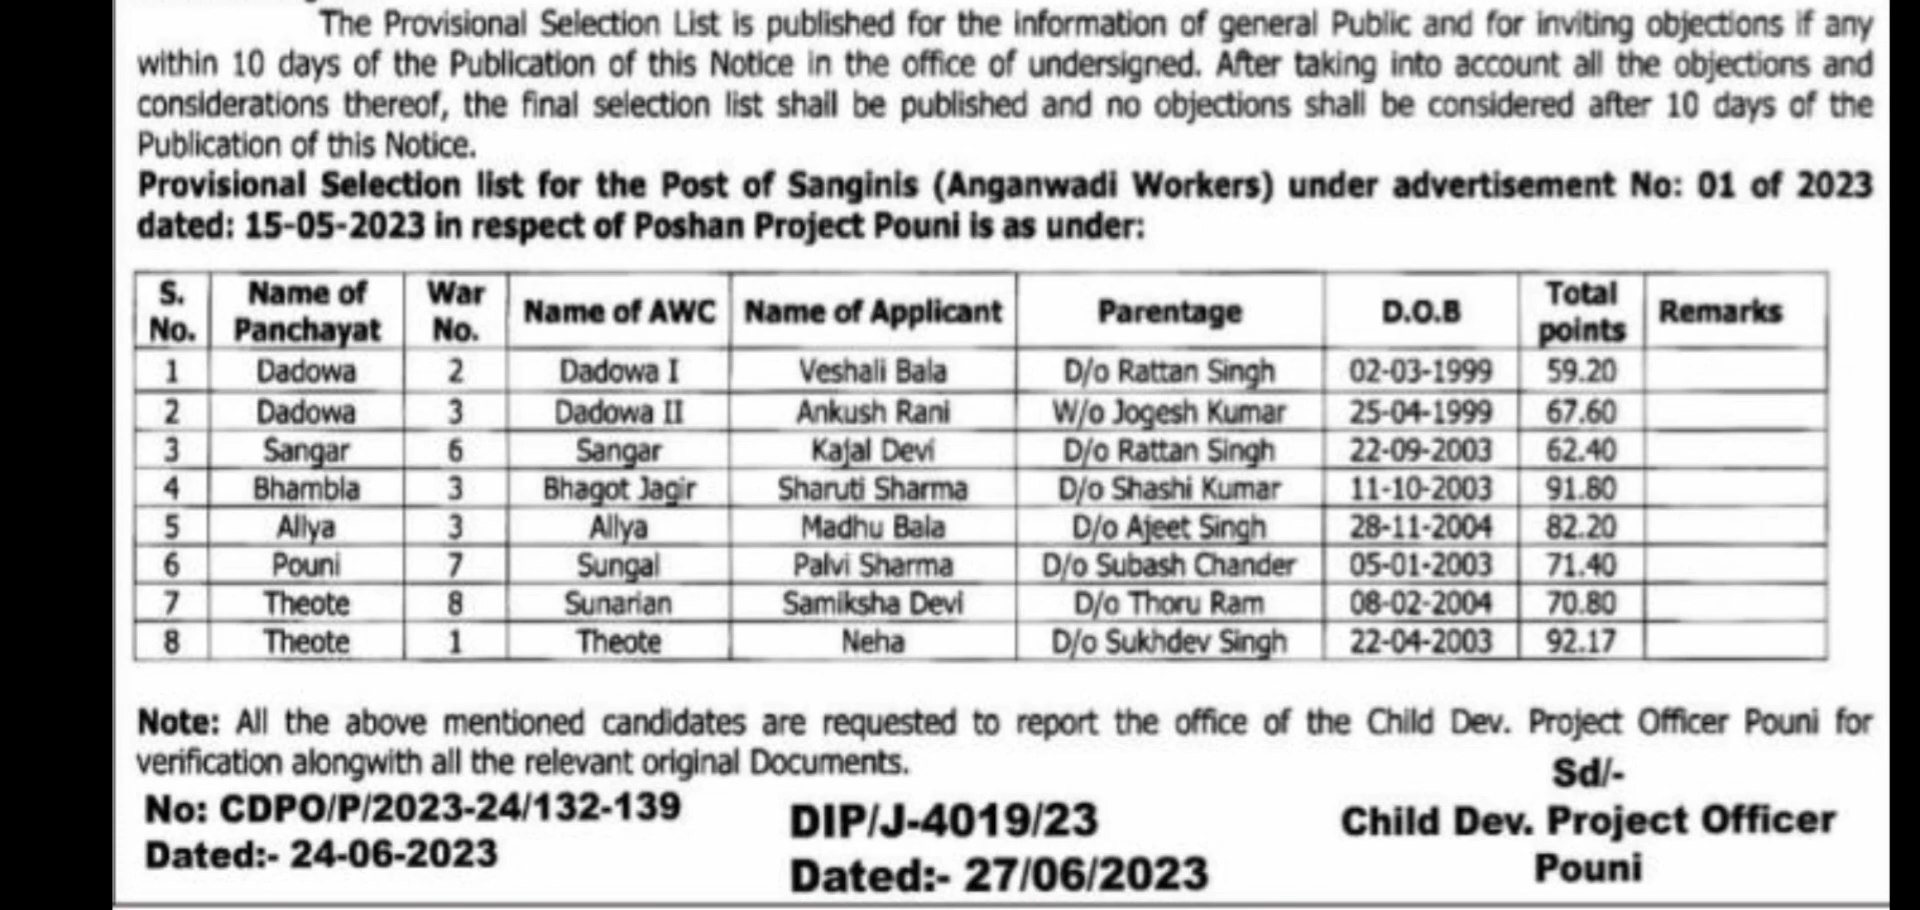 The Provisional Selection List is published for the information of general Public and for inviting objections if any
within 10 days of the Publication of this Notice in the office of undersigned. After taking into account all the objections and
considerations thereof, the final selection list shall be published and no objections shall be considered after 10 days of the
Publication of this Notice.
Provisional Selection list for the Post of Sanginis (Anganwadi Workers) under advertisement No: 01 of 2023
dated: 15-05-2023 in respect of Poshan Project Pouni is as under:
S. No. Name of Panchayat War No. Name of AWC Name of Applicant Parentage D.O.B Total points Remarks
1 Dadowa 2 Dadowa I Veshali Bala D/o Rattan Singh 02-03-1999 59.20
2 Dadowa 3 Dadowa II Ankush Rani W/o Jogesh Kumar 25-04-1999 67.60
3 Sangar 6 Sangar Kajal Devi D/o Rattan Singh 22-09-2003 62.40
4 Bhambla 3 Bhagot Jagir Sharuti Sharma D/o Shashi Kumar 11-10-2003 91.80
5 Allya 3 Allya Madhu Bala D/o Ajeet Singh 28-11-2004 82.20
6 Pouni 7 Sungal Palvi Sharma D/o Subash Chander 05-01-2003 71.40
7 Theote 8 Sunarian Samiksha Devi D/o Thoru Ram 08-02-2004 70.80
8 Theote 1 Theote Neha D/o Sukhdev Singh 22-04-2003 92.17
Note: All the above mentioned candidates are requested to report the office of the Child Dev. Project Officer Pouni for
verification alongwith all the relevant original Documents.
Sd/-
No: CDPO/P/2023-24/132-139 DIP/J-4019/23 Child Dev. Project Officer
Dated:- 24-06-2023 Dated:- 27/06/2023 Pouni